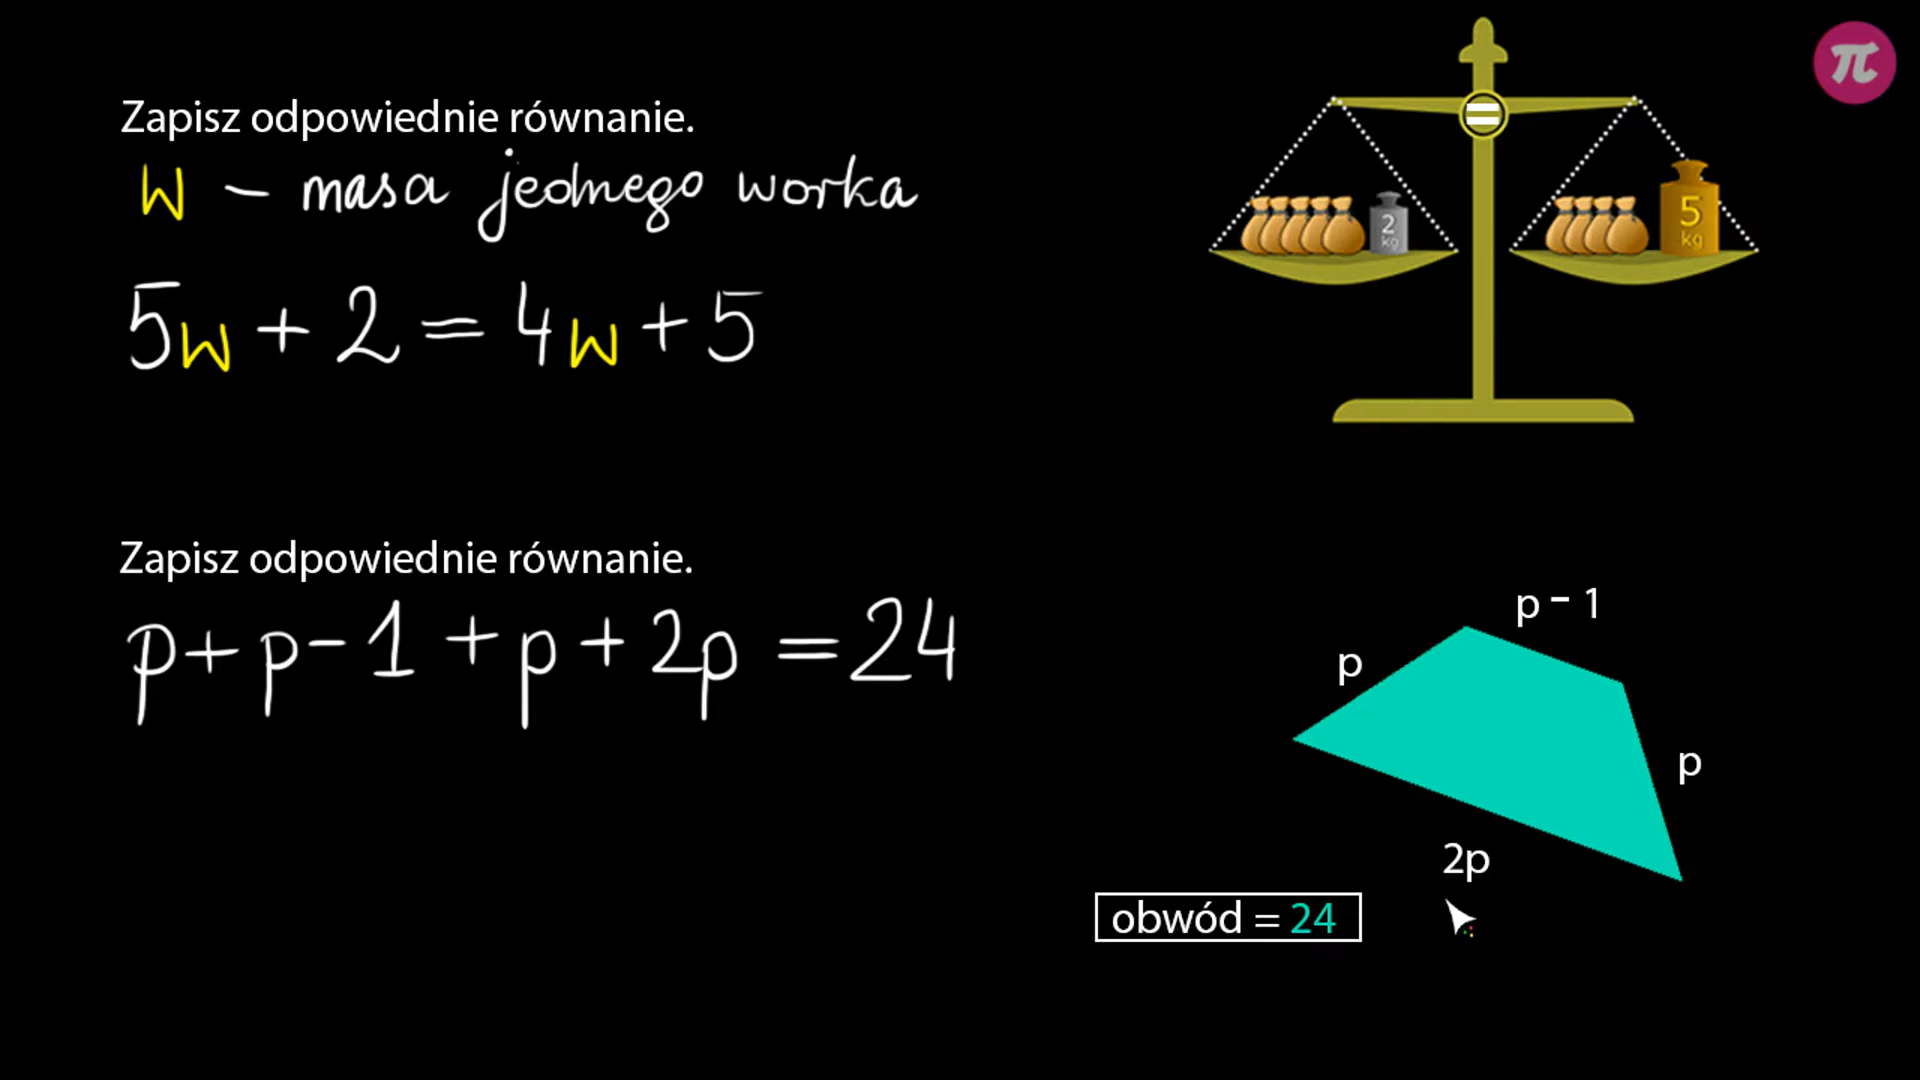 π
Zapisz odpowiednie równanie.
w – masa jednego worka
5w + 2 = 4w + 5
2 kg
5 kg
Zapisz odpowiednie równanie.
p + p - 1 + p + 2p = 24
p - 1
p
p
2p
obwód = 24